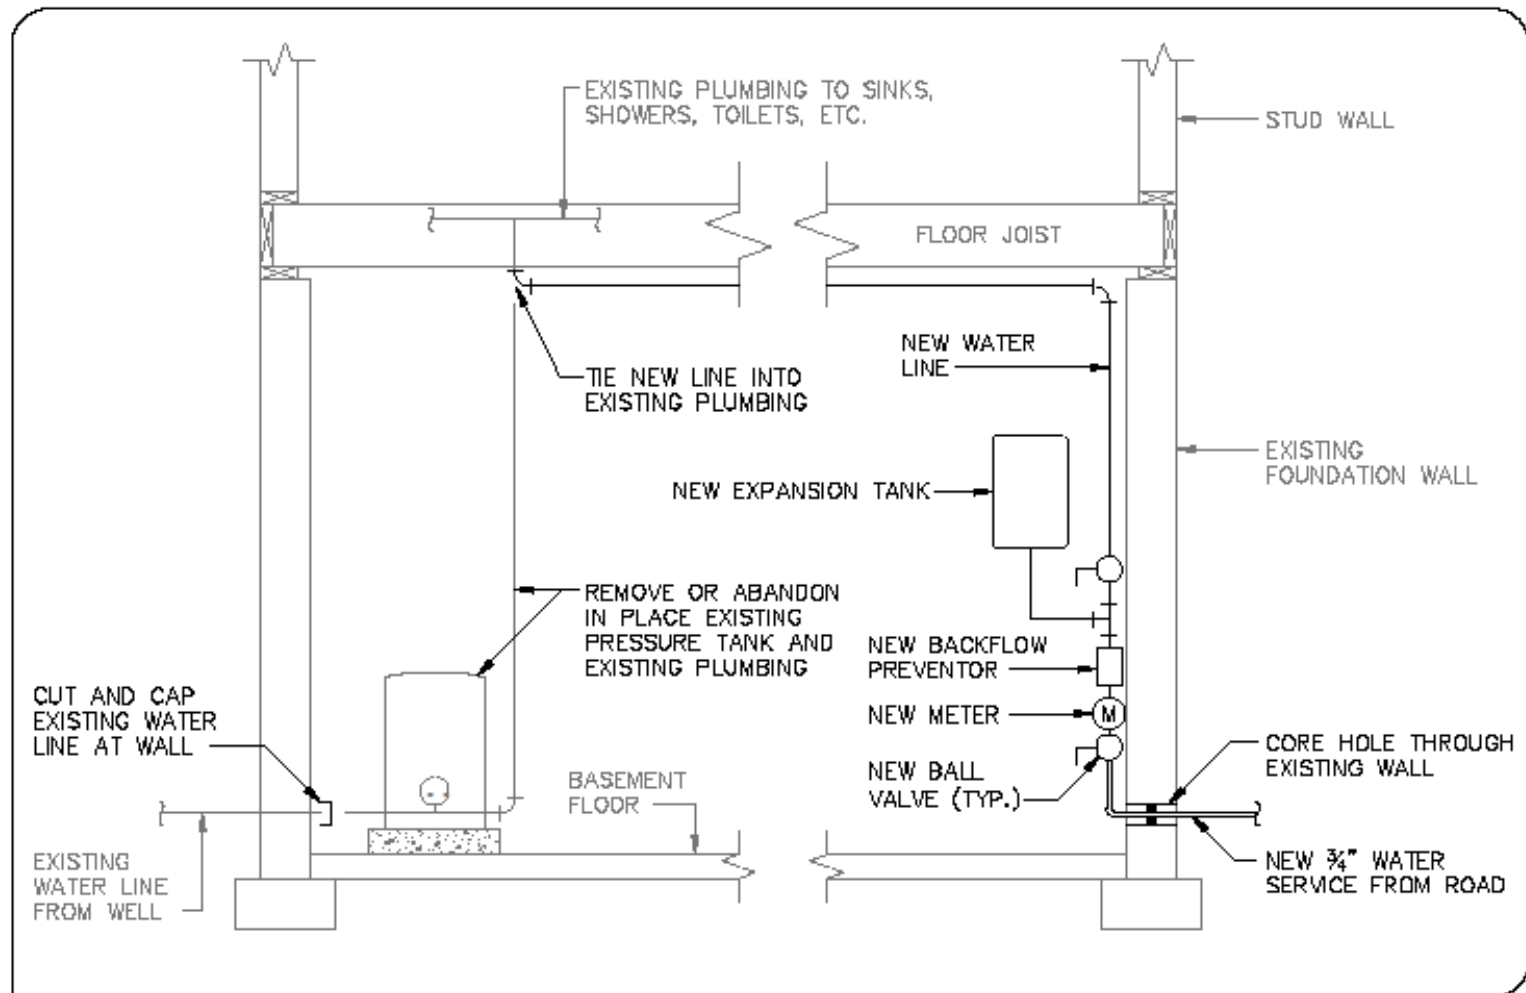 EXISTING PLUMBING TO SINKS,
SHOWERS, TOILETS, ETC.
STUD WALL
FLOOR JOIST
NEW WATER
LINE
TIE NEW LINE INTO
EXISTING PLUMBING
EXISTING
FOUNDATION WALL
NEW EXPANSION TANK
REMOVE OR ABANDON
IN PLACE EXISTING
PRESSURE TANK AND
EXISTING PLUMBING
NEW BACKFLOW
PREVENTOR
CUT AND CAP
EXISTING WATER
LINE AT WALL
NEW METER
M
CORE HOLE THROUGH
EXISTING WALL
BASEMENT
FLOOR
NEW BALL
VALVE (TYP.)
EXISTING
WATER LINE
FROM WELL
NEW ¾" WATER
SERVICE FROM ROAD